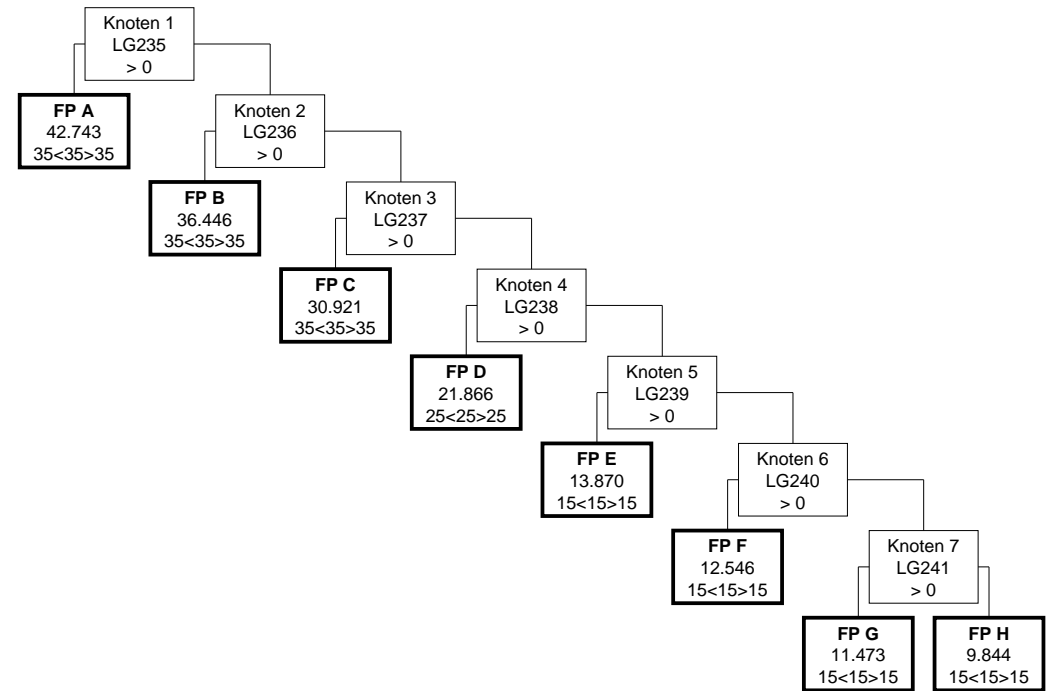 Knoten 1
LG235
> 0
FP A
42.743
35<35>35
Knoten 2
LG236
> 0
FP B
36.446
35<35>35
Knoten 3
LG237
> 0
FP C
30.921
35<35>35
Knoten 4
LG238
> 0
FP D
21.866
25<25>25
Knoten 5
LG239
> 0
FP E
13.870
15<15>15
Knoten 6
LG240
> 0
FP F
12.546
15<15>15
Knoten 7
LG241
> 0
FP G
11.473
15<15>15
FP H
9.844
15<15>15